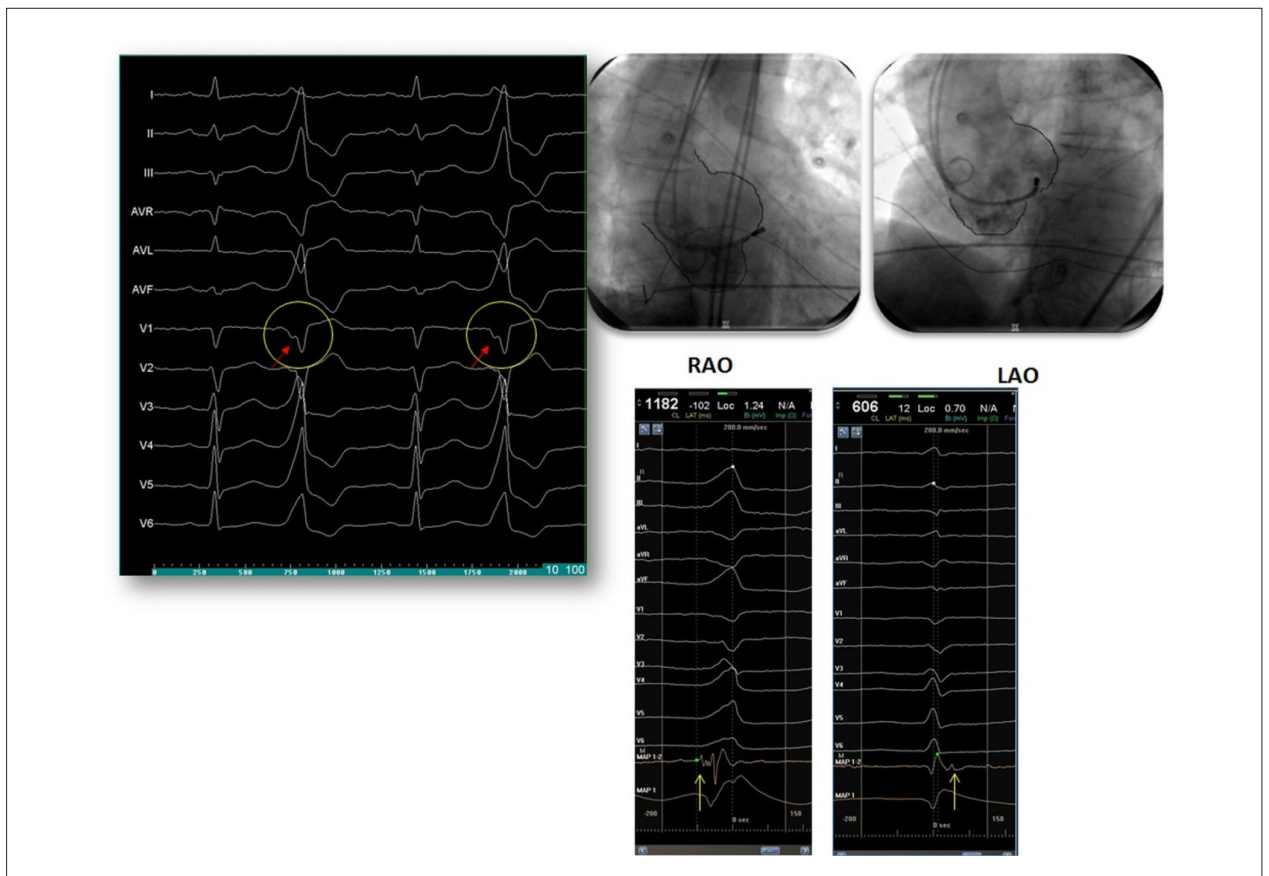 I
II
III
AVR
AVL
AVF
V1
V2
V3
V4
V5
V6
0 250 500 750 1000 1250 1500 1750 2000 10 100
RAO
LAO
1182 -102 Loc 1.24 N/A
CL LAT (ms) Bi (mV) Imp (Ω)
200.0 mm/sec
I
R
II
III
aVL
aVR
aVF
V1
V2
V3
V4
V5
V6
M
MAP 1-2
MAP 1
-200 150
0 sec
606 12 Loc 0.70 N/A
CL LAT (ms) Bi (mV) Imp (Ω)
200.0 mm/sec
I
R
II
III
aVL
aVR
aVF
V1
V2
V3
V4
V5
V6
M
MAP 1-2
MAP 1
-200 150
0 sec